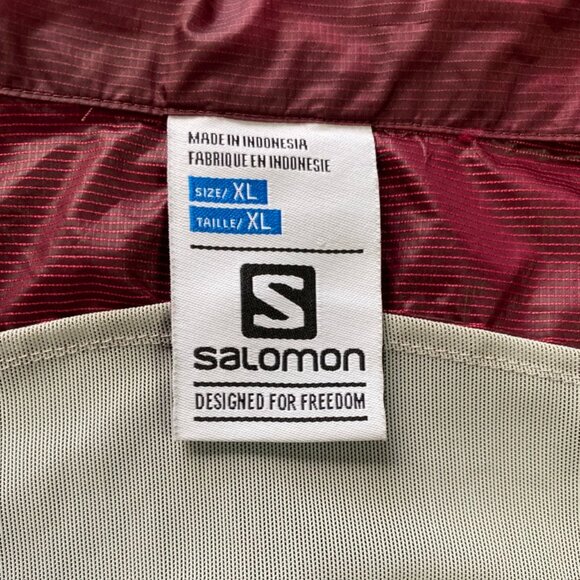 MADE IN INDONESIA
FABRIQUE EN INDONESIE
SIZE/ XL
TAILLE/ XL
S
SALOMON
DESIGNED FOR FREEDOM